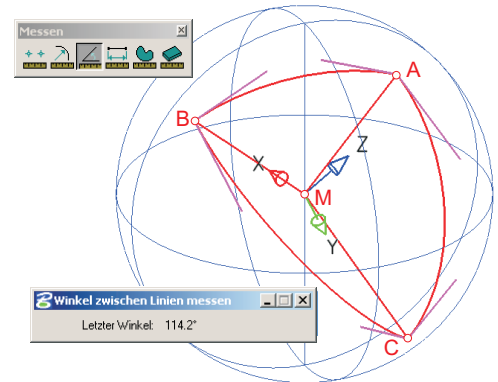 Messen
A
B
Z
X
M
Y
Winkel zwischen Linien messen
Letzter Winkel: 114.2°
C